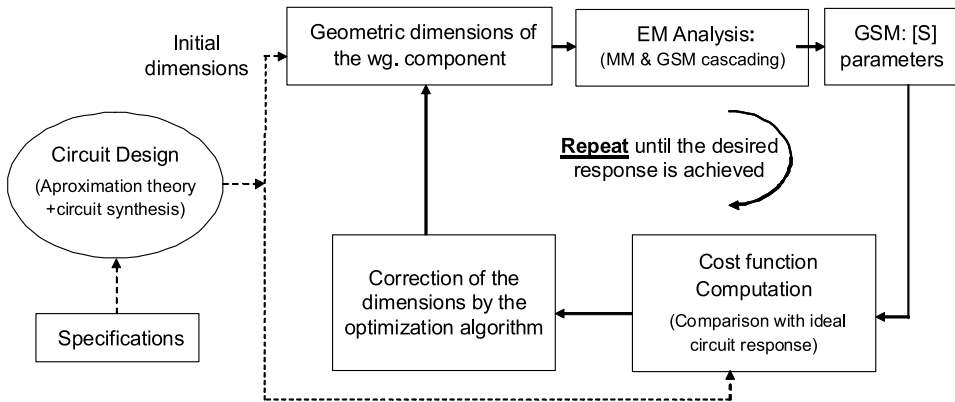 Initial
dimensions
Geometric dimensions of
the wg. component
EM Analysis:
(MM & GSM cascading)
GSM: [S]
parameters
Circuit Design
(Aproximation theory
+circuit synthesis)
Repeat until the desired
response is achieved
Specifications
Correction of the
dimensions by the
optimization algorithm
Cost function
Computation
(Comparison with ideal
circuit response)